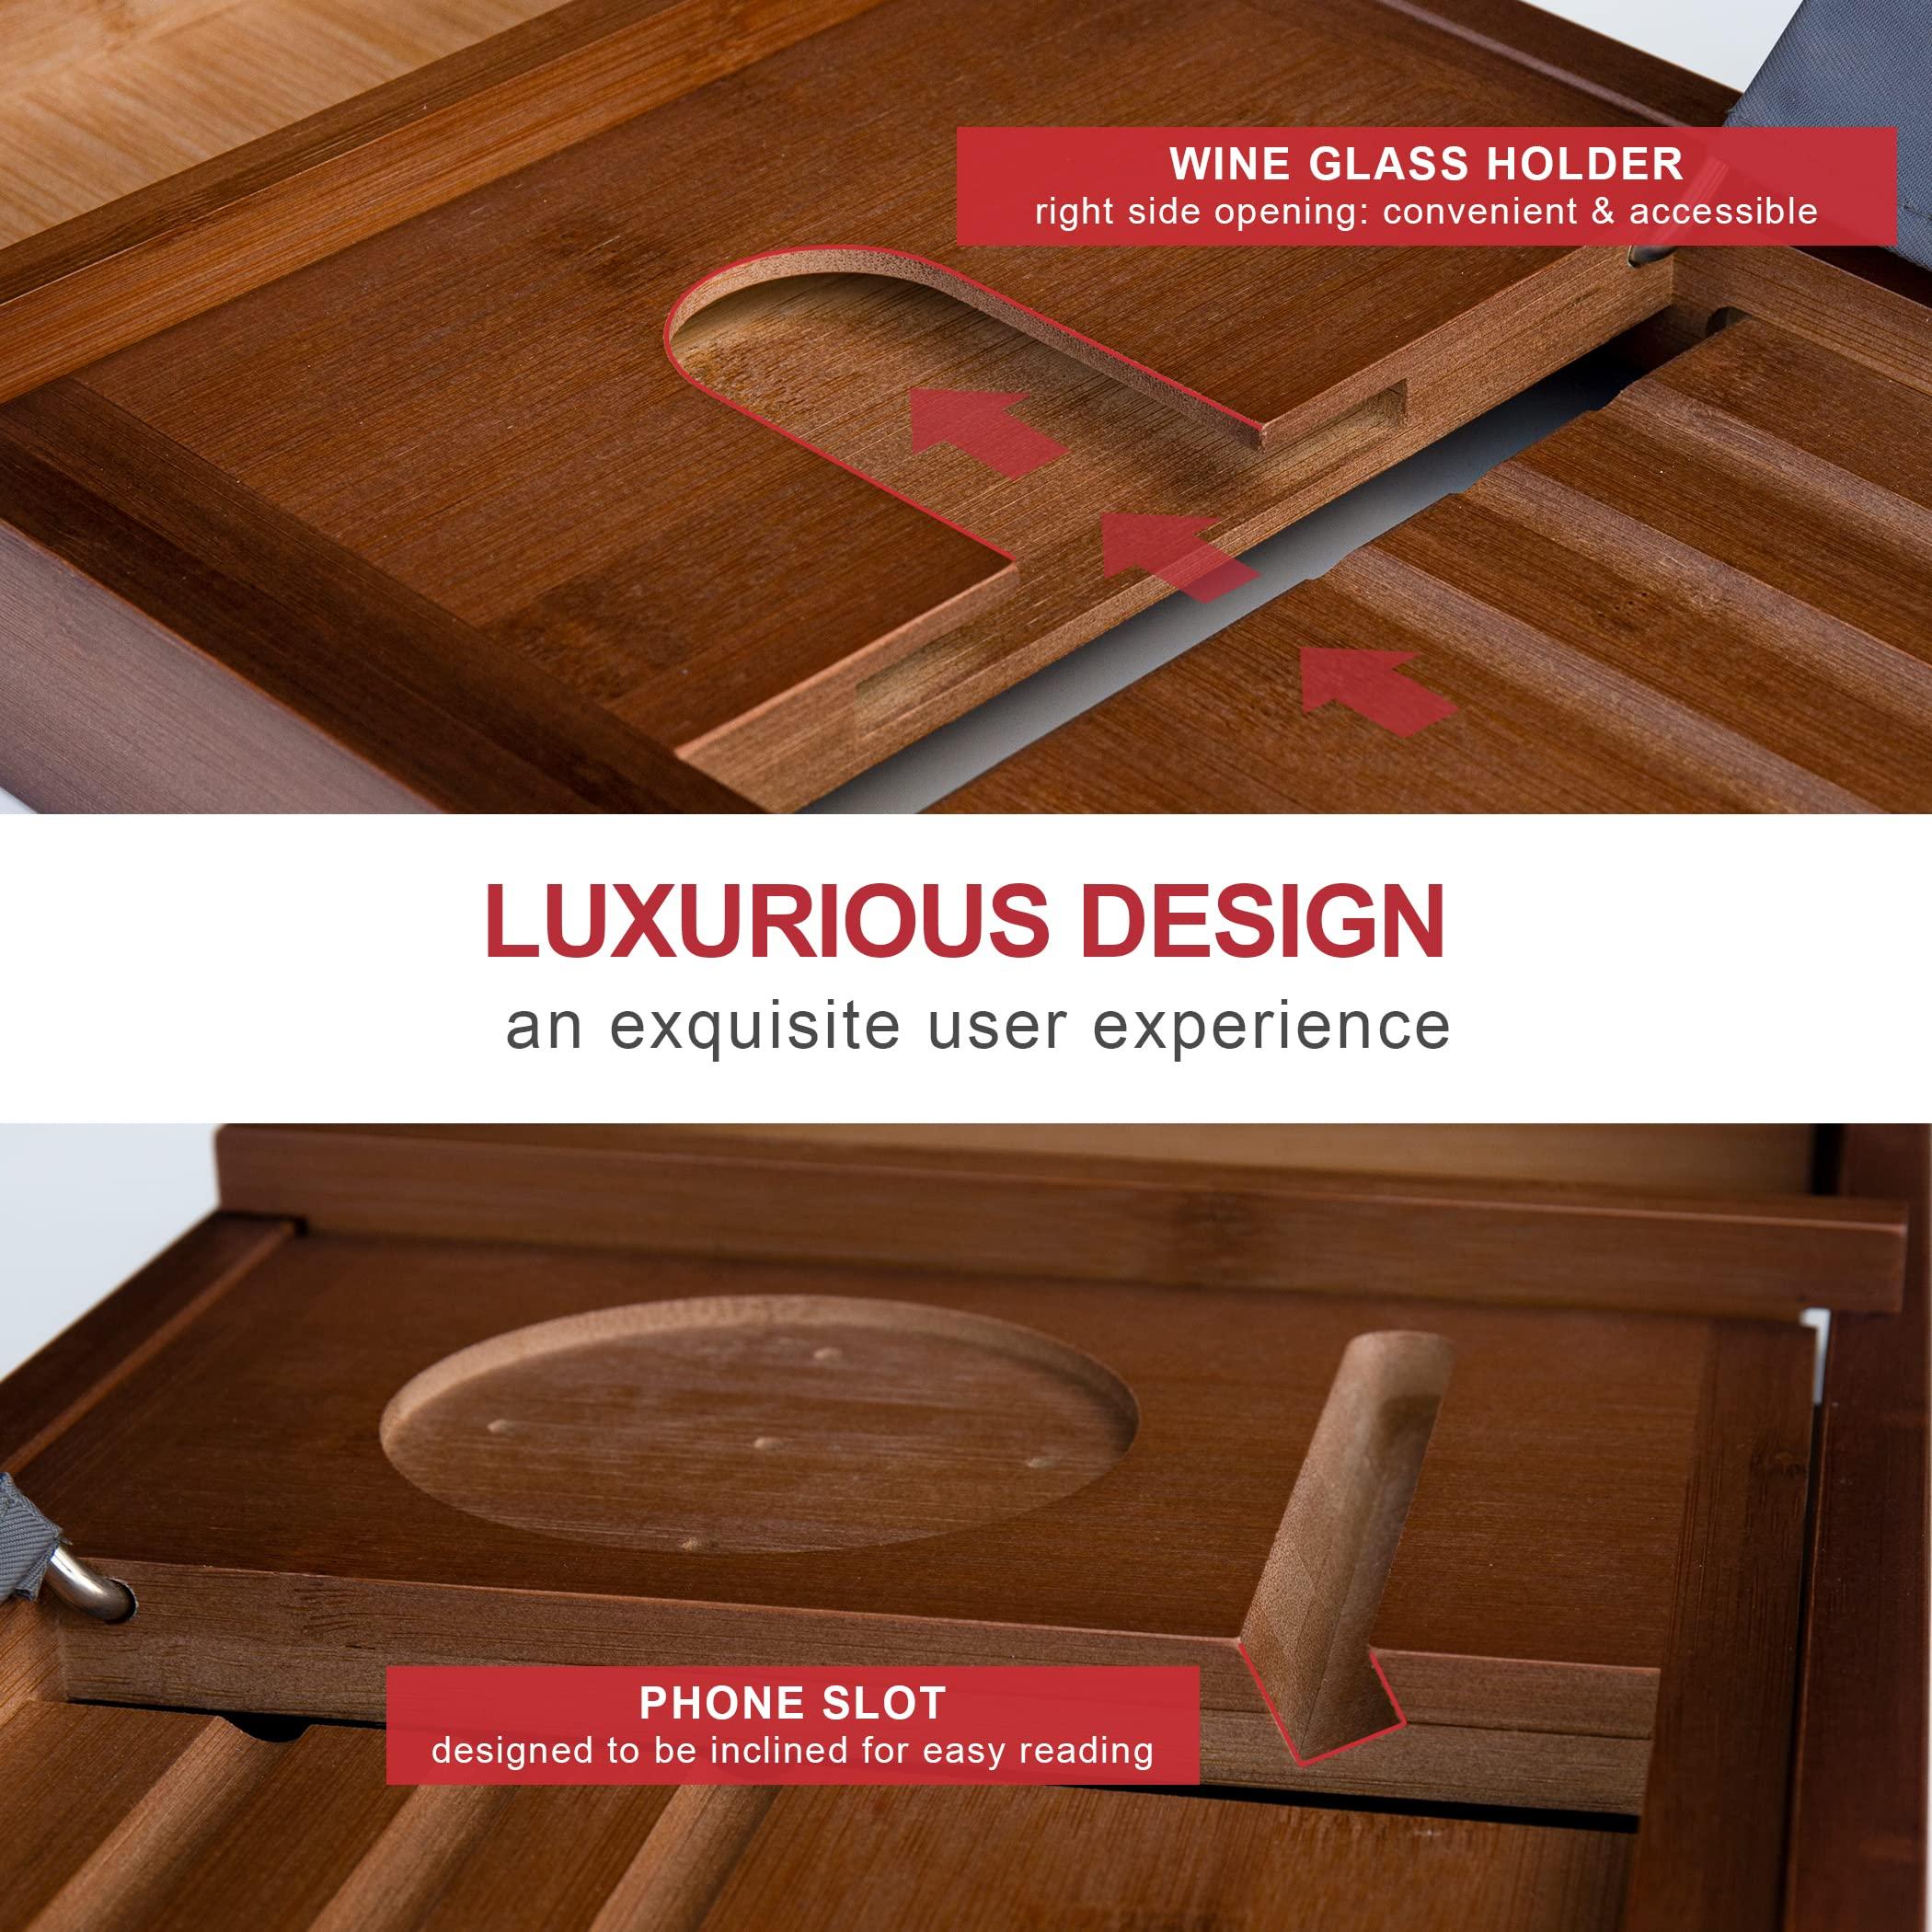 WINE GLASS HOLDER
right side opening: convenient & accessible
LUXURIOUS DESIGN
an exquisite user experience
PHONE SLOT
designed to be inclined for easy reading